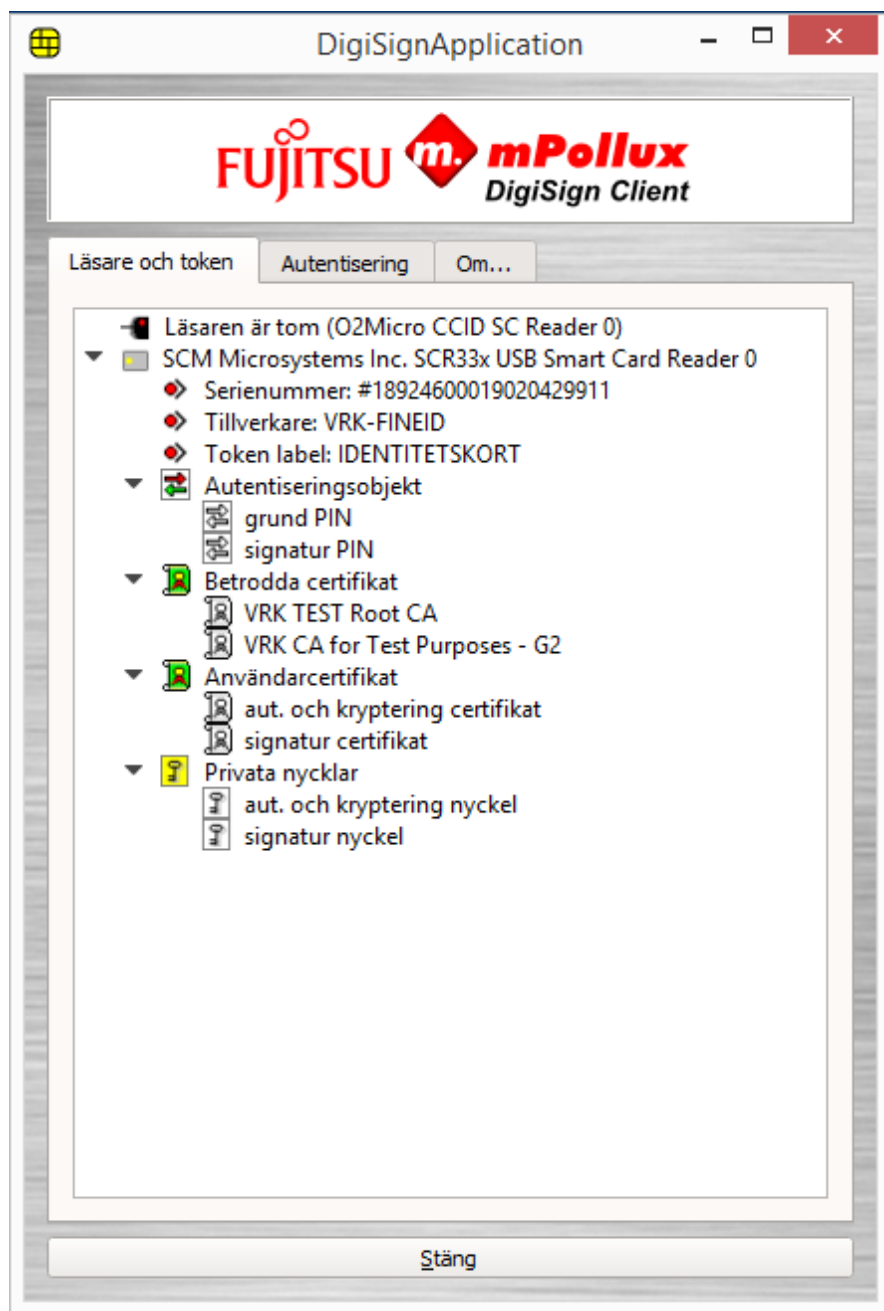 DigiSignApplication
FUJITSU m. mPollux
DigiSign Client
Läsare och token Autentisering Om...
Läsaren är tom (O2Micro CCID SC Reader 0)
SCM Microsystems Inc. SCR33x USB Smart Card Reader 0
Serienummer: #18924600019020429911
Tillverkare: VRK-FINEID
Token label: IDENTITETSKORT
Autentiseringsobjekt
grund PIN
signatur PIN
Betrodda certifikat
VRK TEST Root CA
VRK CA for Test Purposes - G2
Användarcertifikat
aut. och kryptering certifikat
signatur certifikat
Privata nycklar
aut. och kryptering nyckel
signatur nyckel
Stäng